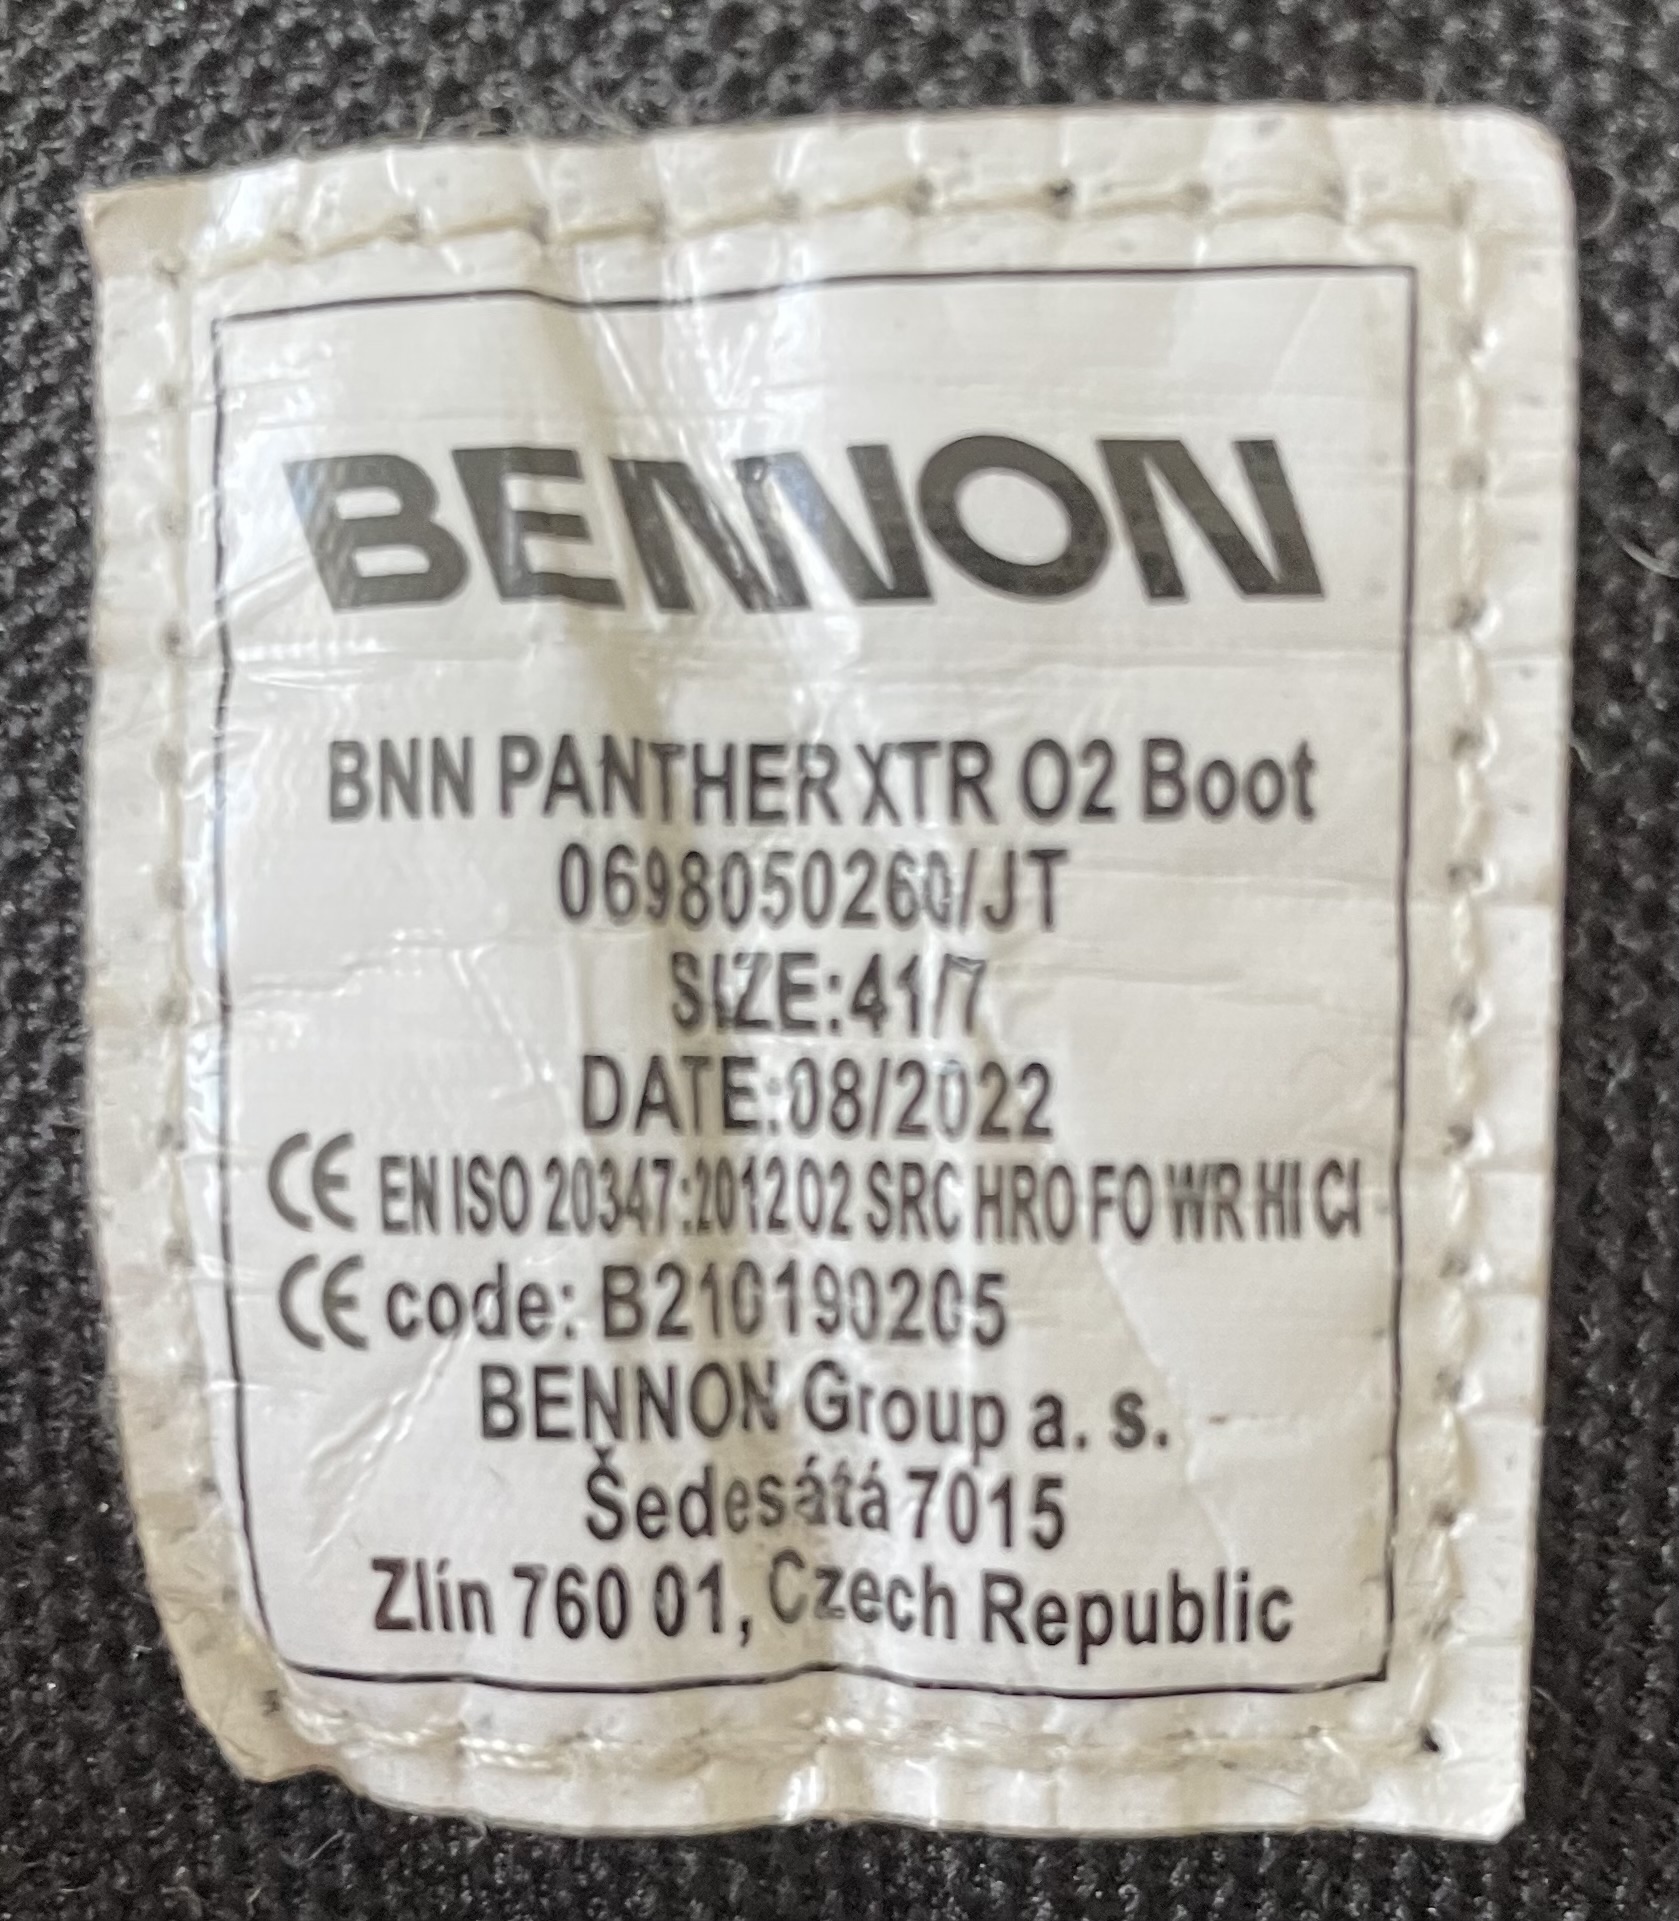 BENNON
BNN PANTHER XTR O2 Boot
0698050260/JT
SIZE:41/7
DATE:08/2022
CE EN ISO 20347:2012 O2 SRC HRO FO WR HI CI
CE code: B210190205
BENNON Group a. s.
Šedesátá 7015
Zlín 760 01, Czech Republic